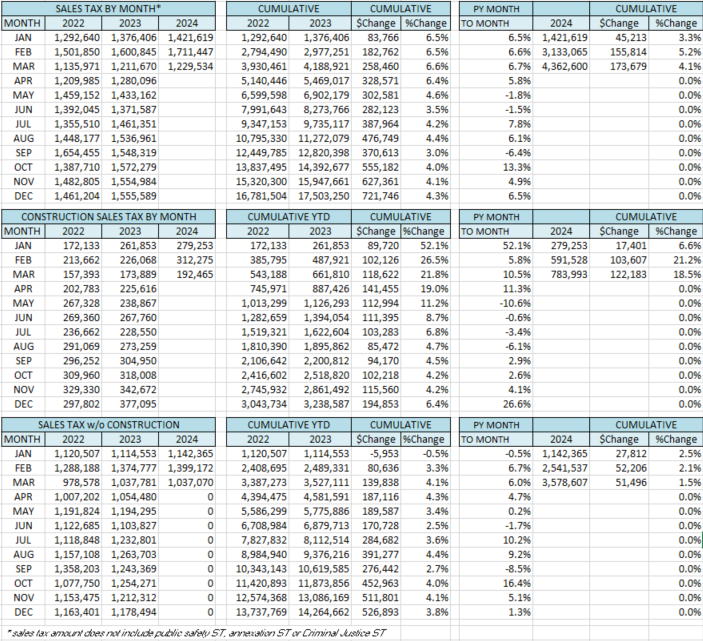 SALES TAX BY MONTH* CUMULATIVE CUMULATIVE PY MONTH CUMULATIVE
MONTH 2022 2023 2024 2022 2023 $Change %Change TO MONTH 2024 $Change %Change
JAN 1,292,640 1,376,406 1,421,619 1,292,640 1,376,406 83,766 6.5% 6.5% 1,421,619 45,213 3.3%
FEB 1,501,850 1,600,845 1,711,447 2,794,490 2,977,251 182,762 6.5% 6.6% 3,133,065 155,814 5.2%
MAR 1,135,971 1,211,670 1,229,534 3,930,461 4,188,921 258,460 6.6% 6.7% 4,362,600 173,679 4.1%
APR 1,209,985 1,280,096 5,140,446 5,469,017 328,571 6.4% 5.8% 0.0%
MAY 1,459,152 1,433,162 6,599,598 6,902,179 302,581 4.6% -1.8% 0.0%
JUN 1,392,045 1,371,587 7,991,643 8,273,766 282,123 3.5% -1.5% 0.0%
JUL 1,355,510 1,461,351 9,347,153 9,735,117 387,964 4.2% 7.8% 0.0%
AUG 1,448,177 1,536,961 10,795,330 11,272,079 476,749 4.4% 6.1% 0.0%
SEP 1,654,455 1,548,319 12,449,785 12,820,398 370,613 3.0% -6.4% 0.0%
OCT 1,387,710 1,572,279 13,837,495 14,392,677 555,182 4.0% 13.3% 0.0%
NOV 1,482,805 1,554,984 15,320,300 15,947,661 627,361 4.1% 4.9% 0.0%
DEC 1,461,204 1,555,589 16,781,504 17,503,250 721,746 4.3% 6.5% 0.0%
CONSTRUCTION SALES TAX BY MONTH CUMULATIVE YTD CUMULATIVE PY MONTH CUMULATIVE
MONTH 2022 2023 2024 2022 2023 $Change %Change TO MONTH 2024 $Change %Change
JAN 172,133 261,853 279,253 172,133 261,853 89,720 52.1% 52.1% 279,253 17,401 6.6%
FEB 213,662 226,068 312,275 385,795 487,921 102,126 26.5% 5.8% 591,528 103,607 21.2%
MAR 157,393 173,889 192,465 543,188 661,810 118,622 21.8% 10.5% 783,993 122,183 18.5%
APR 202,783 225,616 745,971 887,426 141,455 19.0% 11.3% 0.0%
MAY 267,328 238,867 1,013,299 1,126,293 112,994 11.2% -10.6% 0.0%
JUN 269,360 267,760 1,282,659 1,394,054 111,395 8.7% -0.6% 0.0%
JUL 236,662 228,550 1,519,321 1,622,604 103,283 6.8% -3.4% 0.0%
AUG 291,069 273,259 1,810,390 1,895,862 85,472 4.7% -6.1% 0.0%
SEP 296,252 304,950 2,106,642 2,200,812 94,170 4.5% 2.9% 0.0%
OCT 309,960 318,008 2,416,602 2,518,820 102,218 4.2% 2.6% 0.0%
NOV 329,330 342,672 2,745,932 2,861,492 115,560 4.2% 4.1% 0.0%
DEC 297,802 377,095 3,043,734 3,238,587 194,853 6.4% 26.6% 0.0%
SALES TAX w/o CONSTRUCTION CUMULATIVE YTD CUMULATIVE PY MONTH CUMULATIVE
MONTH 2022 2023 2024 2022 2023 $Change %Change TO MONTH 2024 $Change %Change
JAN 1,120,507 1,114,553 1,142,365 1,120,507 1,114,553 -5,953 -0.5% -0.5% 1,142,365 27,812 2.5%
FEB 1,288,188 1,374,777 1,399,172 2,408,695 2,489,331 80,636 3.3% 6.7% 2,541,537 52,206 2.1%
MAR 978,578 1,037,781 1,037,070 3,387,273 3,527,111 139,838 4.1% 6.0% 3,578,607 51,496 1.5%
APR 1,007,202 1,054,480 0 4,394,475 4,581,591 187,116 4.3% 4.7% 0.0%
MAY 1,191,824 1,194,295 0 5,586,299 5,775,886 189,587 3.4% 0.2% 0.0%
JUN 1,122,685 1,103,827 0 6,708,984 6,879,713 170,728 2.5% -1.7% 0.0%
JUL 1,118,848 1,232,801 0 7,827,832 8,112,514 284,682 3.6% 10.2% 0.0%
AUG 1,157,108 1,263,703 0 8,984,940 9,376,216 391,277 4.4% 9.2% 0.0%
SEP 1,358,203 1,243,369 0 10,343,143 10,619,585 276,442 2.7% -8.5% 0.0%
OCT 1,077,750 1,254,271 0 11,420,893 11,873,856 452,963 4.0% 16.4% 0.0%
NOV 1,153,475 1,212,312 0 12,574,368 13,086,169 511,801 4.1% 5.1% 0.0%
DEC 1,163,401 1,178,494 0 13,737,769 14,264,662 526,893 3.8% 1.3% 0.0%
* sales tax amount does not include public safety ST, annexation ST or Criminal Justice ST